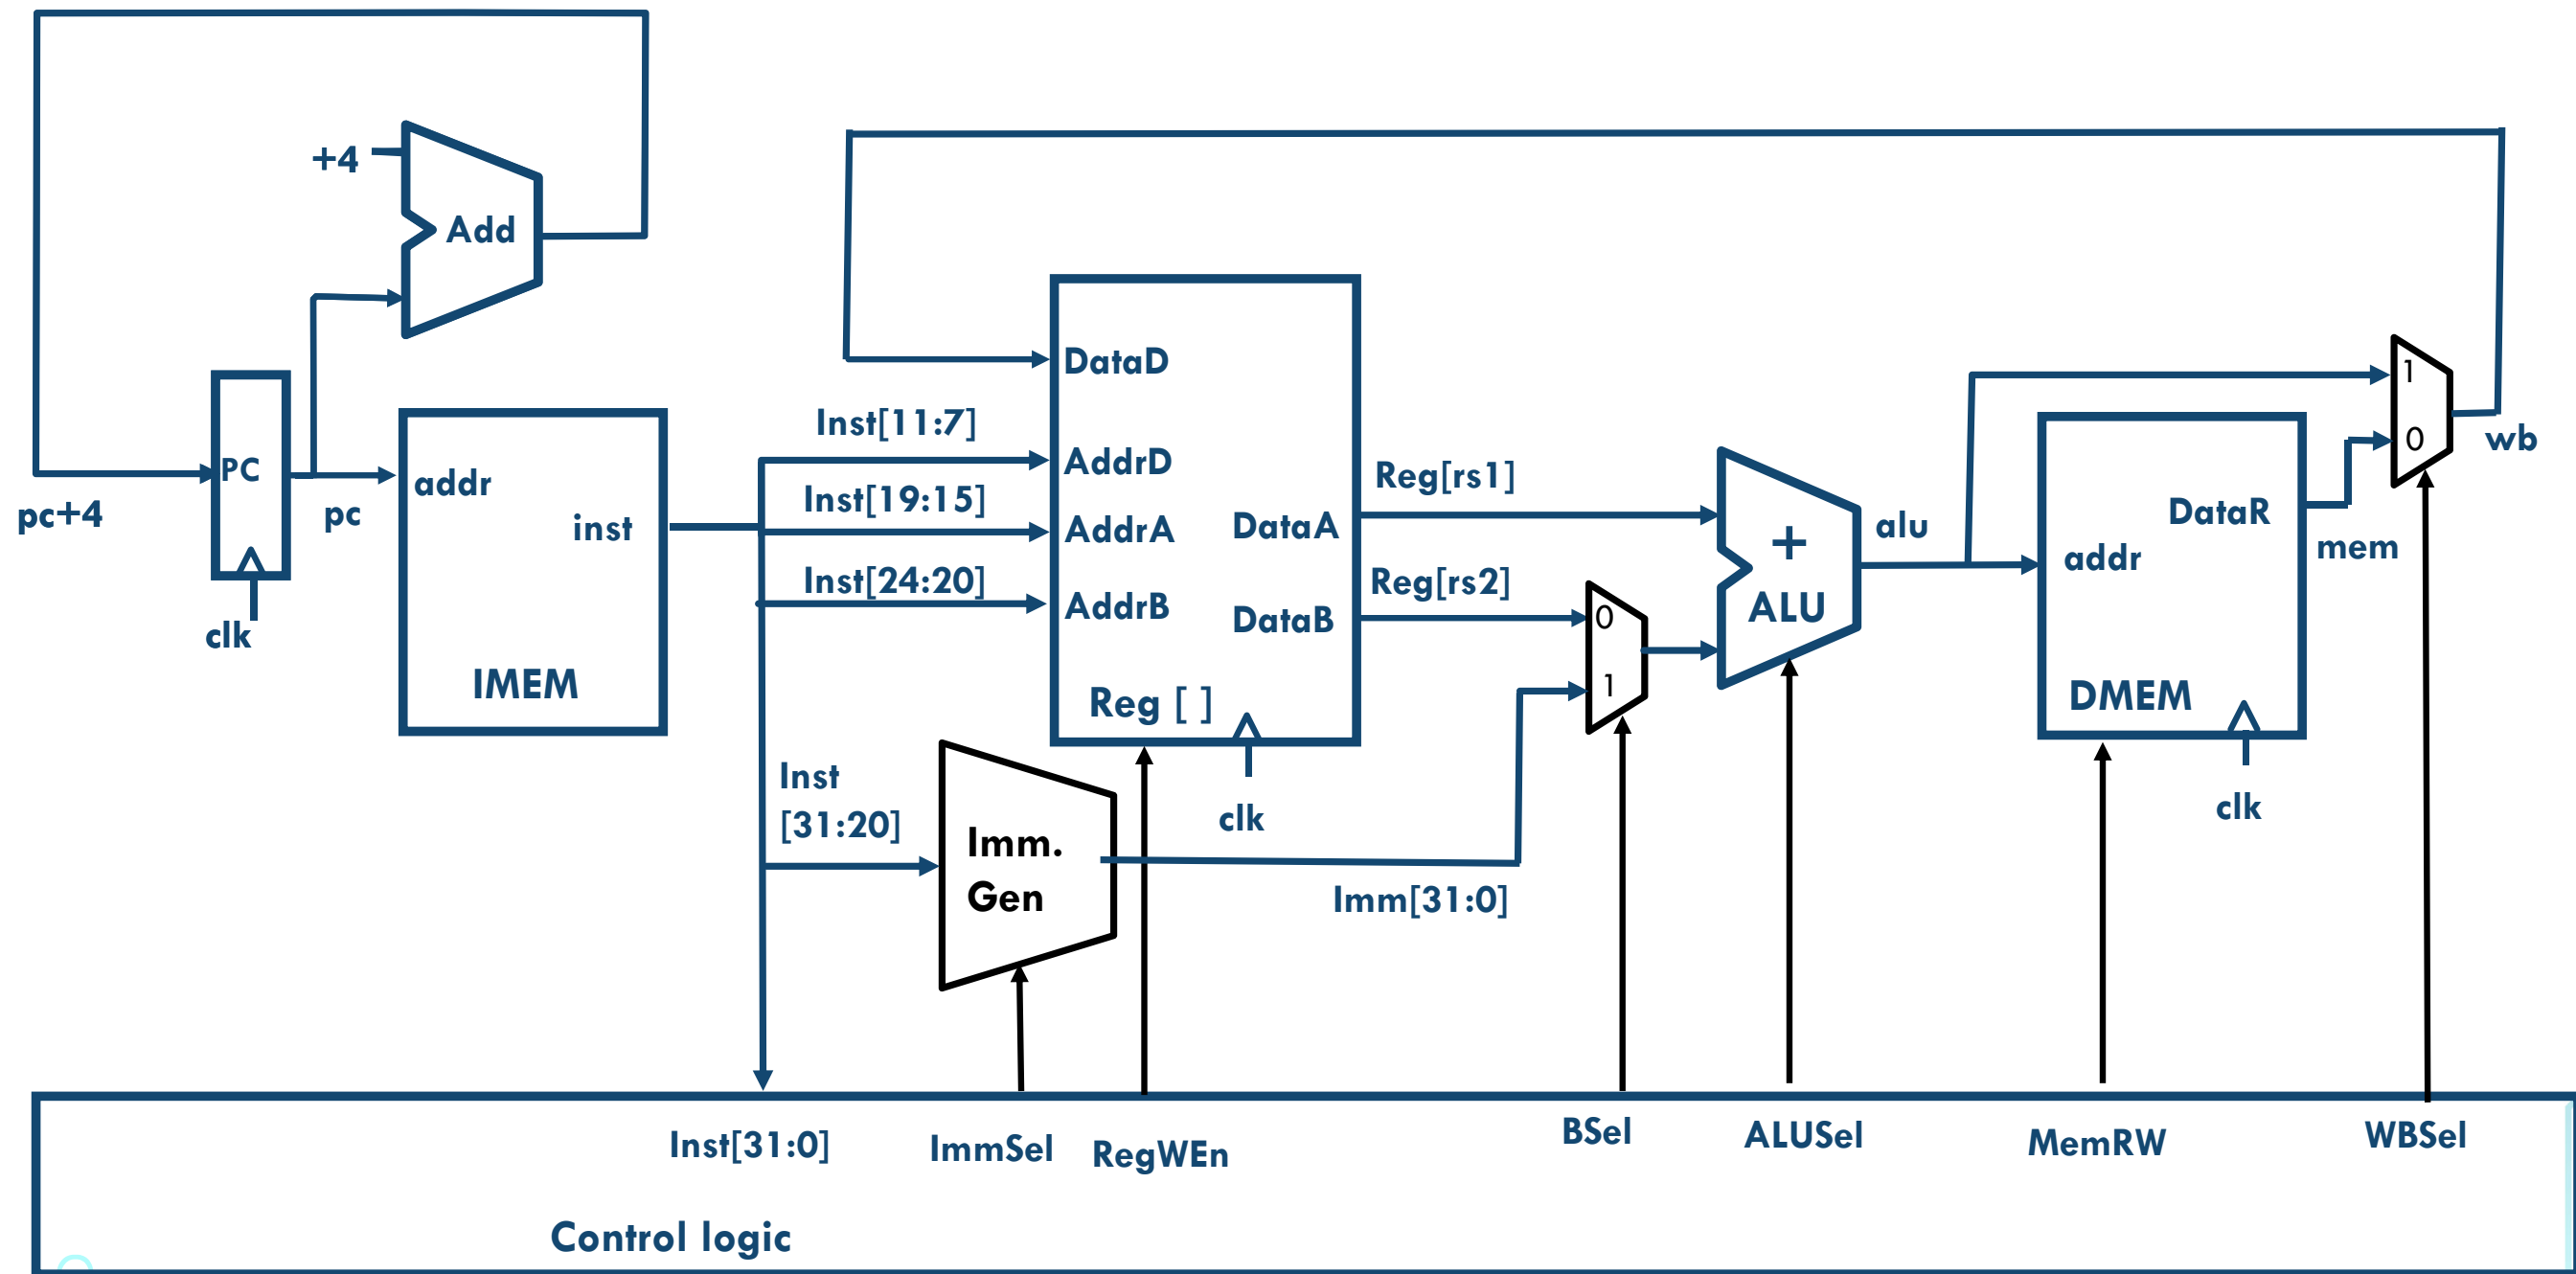 +4
Add
pc+4
PC
pc
clk
addr
inst
IMEM
Inst[11:7]
Inst[19:15]
Inst[24:20]
Inst
[31:20]
DataD
AddrD
AddrA
AddrB
DataA
DataB
Reg [ ]
clk
Imm.
Gen
Reg[rs1]
Reg[rs2]
Imm[31:0]
0
1
+
ALU
alu
addr
DataR
DMEM
clk
mem
1
0
wb
Inst[31:0]
ImmSel
RegWEn
BSel
ALUSel
MemRW
WBSel
Control logic